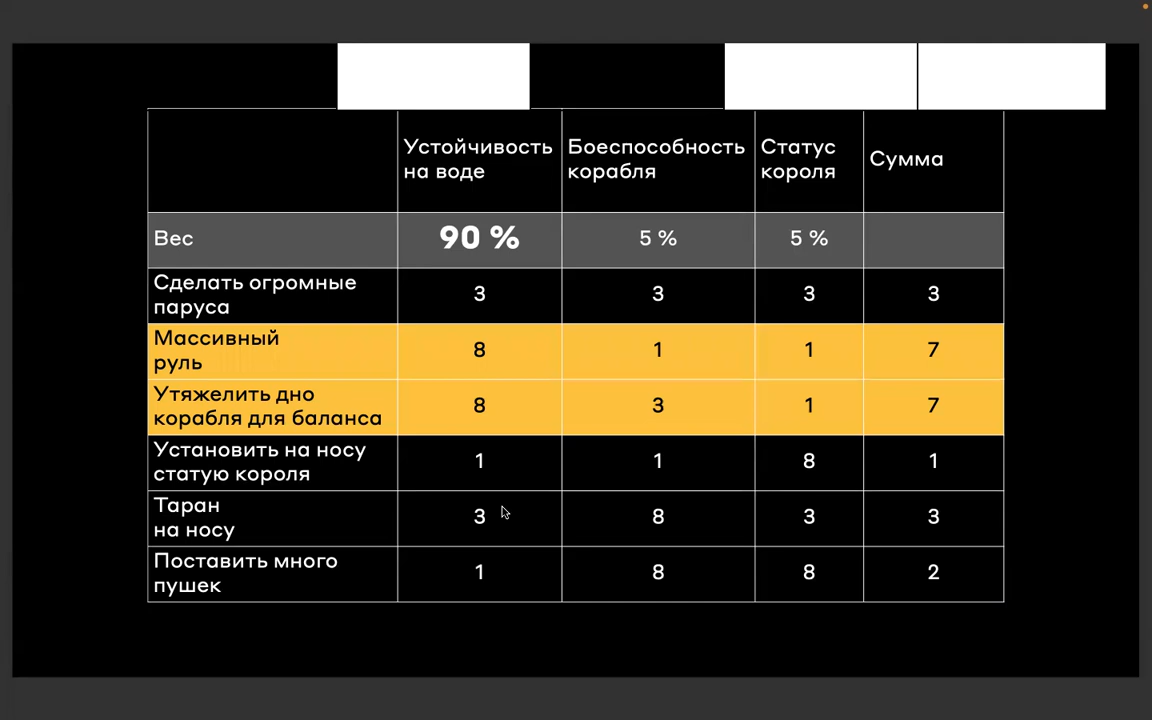 Устойчивость
на воде
Боеспособность
корабля
Статус
короля
Сумма
Вес
90 %
5 %
5 %
Сделать огромные
паруса
3
3
3
3
Массивный
руль
8
1
1
7
Утяжелить дно
корабля для баланса
8
3
1
7
Установить на носу
статую короля
1
1
8
1
Таран
на носу
3
8
3
3
Поставить много
пушек
1
8
8
2